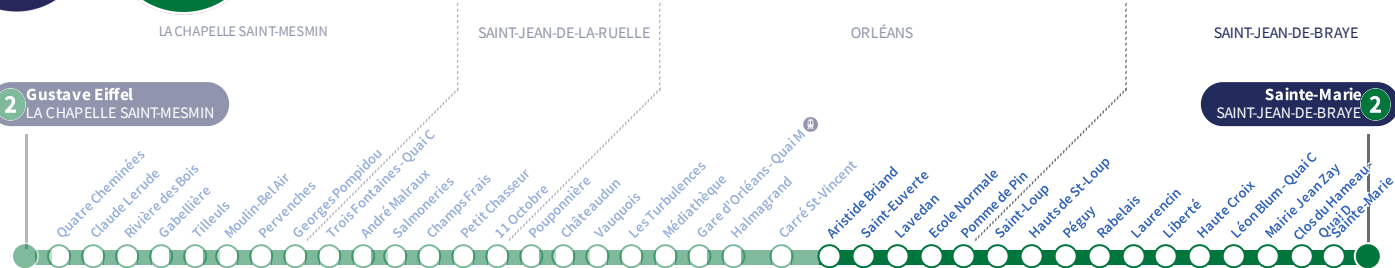 LA CHAPELLE SAINT-MESMIN
SAINT-JEAN-DE-LA-RUELLE
ORLÉANS
SAINT-JEAN-DE-BRAYE
2
Gustave Eiffel
LA CHAPELLE SAINT-MESMIN
Sainte-Marie
SAINT-JEAN-DE-BRAYE
2
Quatre Cheminées
Claude Lerude
Rivière des Bois
Gabellière
Tilleuls
Moulin-Bel Air
Pervenches
Georges Pompidou
Trois Fontaines - Quai C
André Malraux
Salmoneries
Champs Frais
Petit Chasseur
11 Octobre
Pouponnière
Châteaudun
Vauquois
Les Turbulences
Médiathèque
Gare d'Orléans - Quai M
Halmagrand
Carré St-Vincent
Aristide Briand
Saint-Euverte
Lavedan
Ecole Normale
Pomme de Pin
Saint-Loup
Hauts de St-Loup
Péguy
Rabelais
Laurencin
Liberté
Haute Croix
Léon Blum - Quai C
Mairie Jean Zay
Clos du Hameau -
Quai D
Sainte-Marie